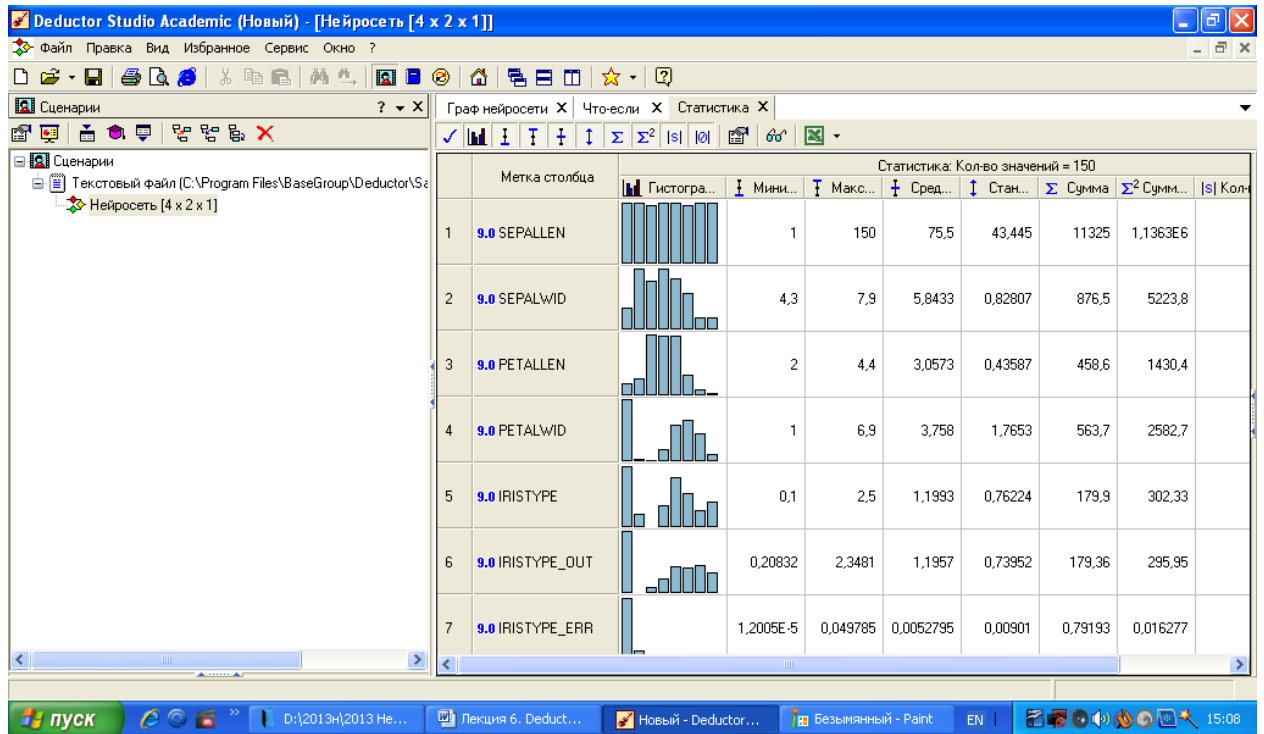 Deductor Studio Academic (Новый) - [Нейросеть [4 x 2 x 1]]
Файл Правка Вид Избранное Сервис Окно ?
Сценарии ?
Граф нейросети X Что-если X Статистика X
Сценарии
Текстовый файл (C:\Program Files\BaseGroup\Deductor\Sa
Нейросеть [4 x 2 x 1]
Σ Σ² |s| |0|
Метка столбца
Статистика: Кол-во значений = 150
Гистогра... Мини... Макс... Сред... Стан... Σ Сумма Σ² Сумм... |s| Кол-
1 9.0 SEPALLEN 1 150 75,5 43,445 11325 1,1363E6
2 9.0 SEPALWID 4,3 7,9 5,8433 0,82807 876,5 5223,8
3 9.0 PETALLEN 2 4,4 3,0573 0,43587 458,6 1430,4
4 9.0 PETALWID 1 6,9 3,758 1,7653 563,7 2582,7
5 9.0 IRISTYPE 0,1 2,5 1,1993 0,76224 179,9 302,33
6 9.0 IRISTYPE_OUT 0,20832 2,3481 1,1957 0,73952 179,36 295,95
7 9.0 IRISTYPE_ERR 1,2005E-5 0,049785 0,0052795 0,00901 0,79193 0,016277
пуск
D:\2013н\2013 Не...
Лекция 6. Deduct...
Новый - Deductor...
Безымянный - Paint
EN
15:08